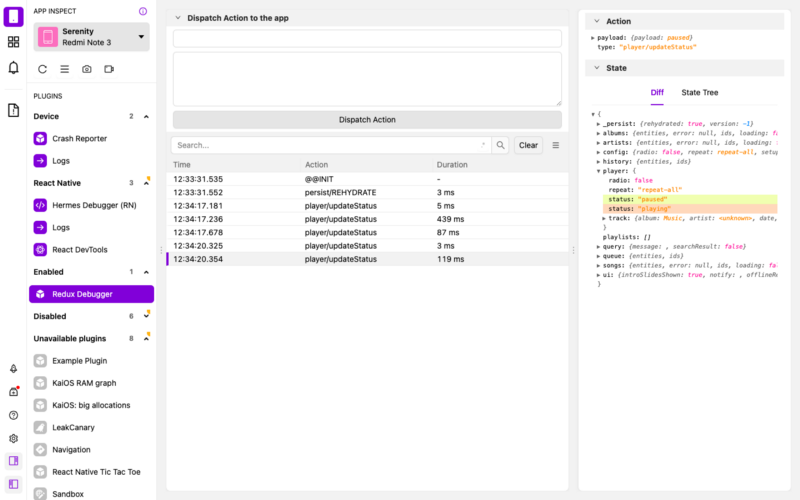 APP INSPECT
Serenity
Redmi Note 3
PLUGINS
Device 2
Crash Reporter
Logs
React Native 3
Hermes Debugger (RN)
Logs
React DevTools
Enabled 1
Redux Debugger
Disabled 6
Unavailable plugins 8
Example Plugin
KaiOS RAM graph
KaiOS: big allocations
LeakCanary
Navigation
React Native Tic Tac Toe
Sandbox
Dispatch Action to the app
Dispatch Action
Search...
.*
Clear
Time Action Duration
12:33:31.535 @@INIT -
12:33:31.552 persist/REHYDRATE 3 ms
12:34:17.181 player/updateStatus 5 ms
12:34:17.236 player/updateStatus 439 ms
12:34:17.678 player/updateStatus 87 ms
12:34:20.325 player/updateStatus 3 ms
12:34:20.354 player/updateStatus 119 ms
Action
payload: {payload: paused}
type: "player/updateStatus"
State
Diff State Tree
{
_persist: {rehydrated: true, version: -1}
albums: {entities, error: null, ids, loading: fa
artists: {entities, error: null, ids, loading:
config: {radio: false, repeat: repeat-all, setup
history: {entities, ids}
player: {
radio: false
repeat: "repeat-all"
status: "paused"
status: "playing"
track: {album: Music, artist: <unknown>, date,
}
playlists: []
query: {message: , searchResult: false}
queue: {entities, ids}
songs: {entities, error: null, ids, loading: fal
ui: {introSlidesShown: true, notify: , offlineRe
}